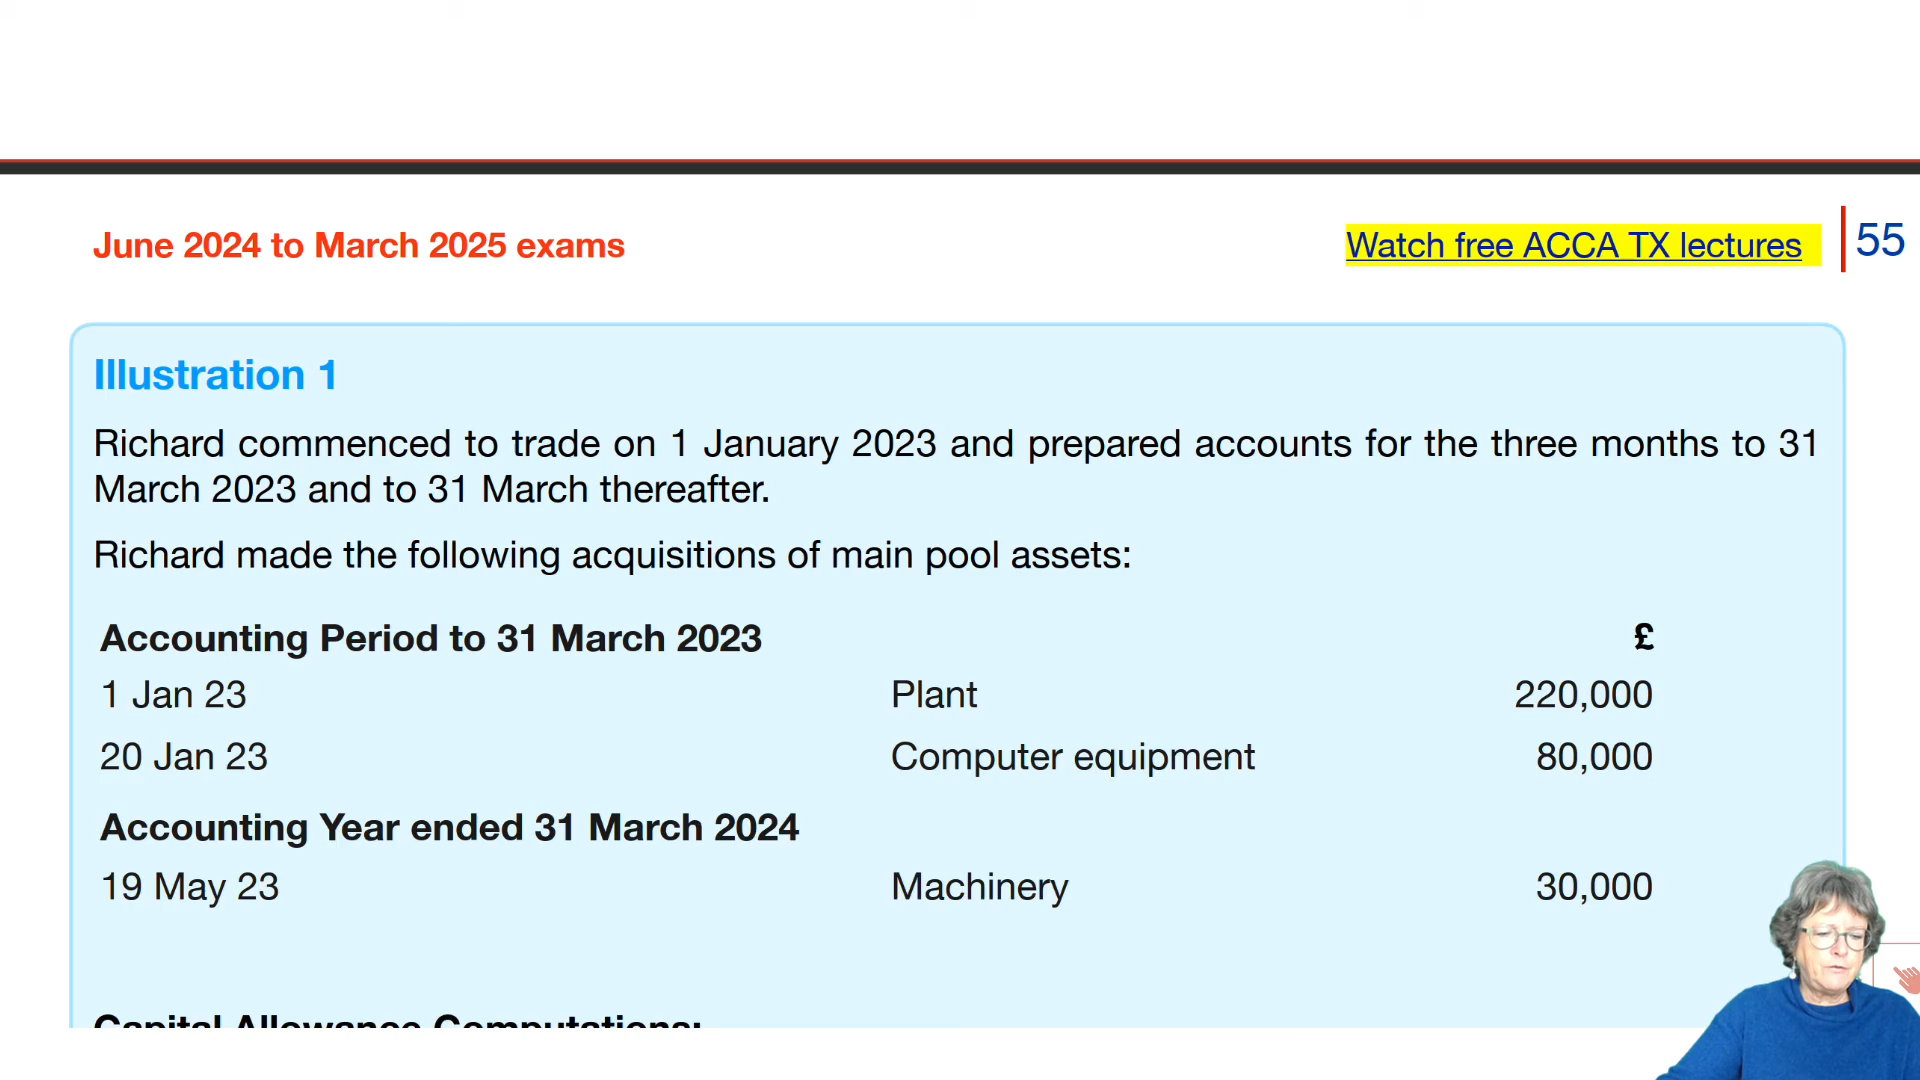 June 2024 to March 2025 exams
Watch free ACCA TX lectures
55
Illustration 1
Richard commenced to trade on 1 January 2023 and prepared accounts for the three months to 31
March 2023 and to 31 March thereafter.
Richard made the following acquisitions of main pool assets:
Accounting Period to 31 March 2023 £
1 Jan 23 Plant 220,000
20 Jan 23 Computer equipment 80,000
Accounting Year ended 31 March 2024
19 May 23 Machinery 30,000
Capital Allowance Computations: